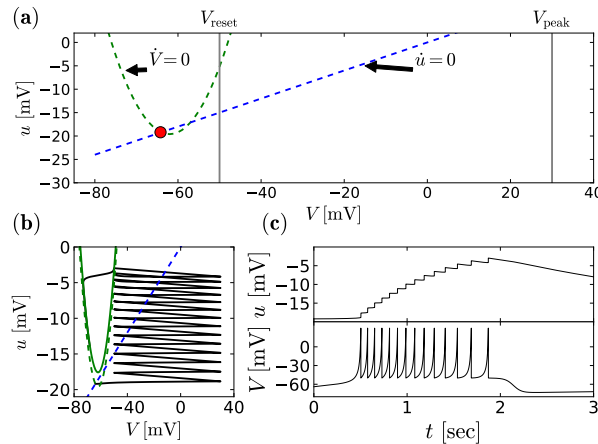 (a)
V_reset
V_peak
V̇ = 0
u̇ = 0
u [mV]
0
−5
−10
−15
−20
−25
−30
−80
−60
−40
−20
0
20
40
V [mV]
(b)
u [mV]
0
−5
−10
−15
−20
−80
−40
0
40
V [mV]
(c)
u [mV]
−5
−10
−15
V [mV]
0
−30
−60
0
1
2
3
t [sec]